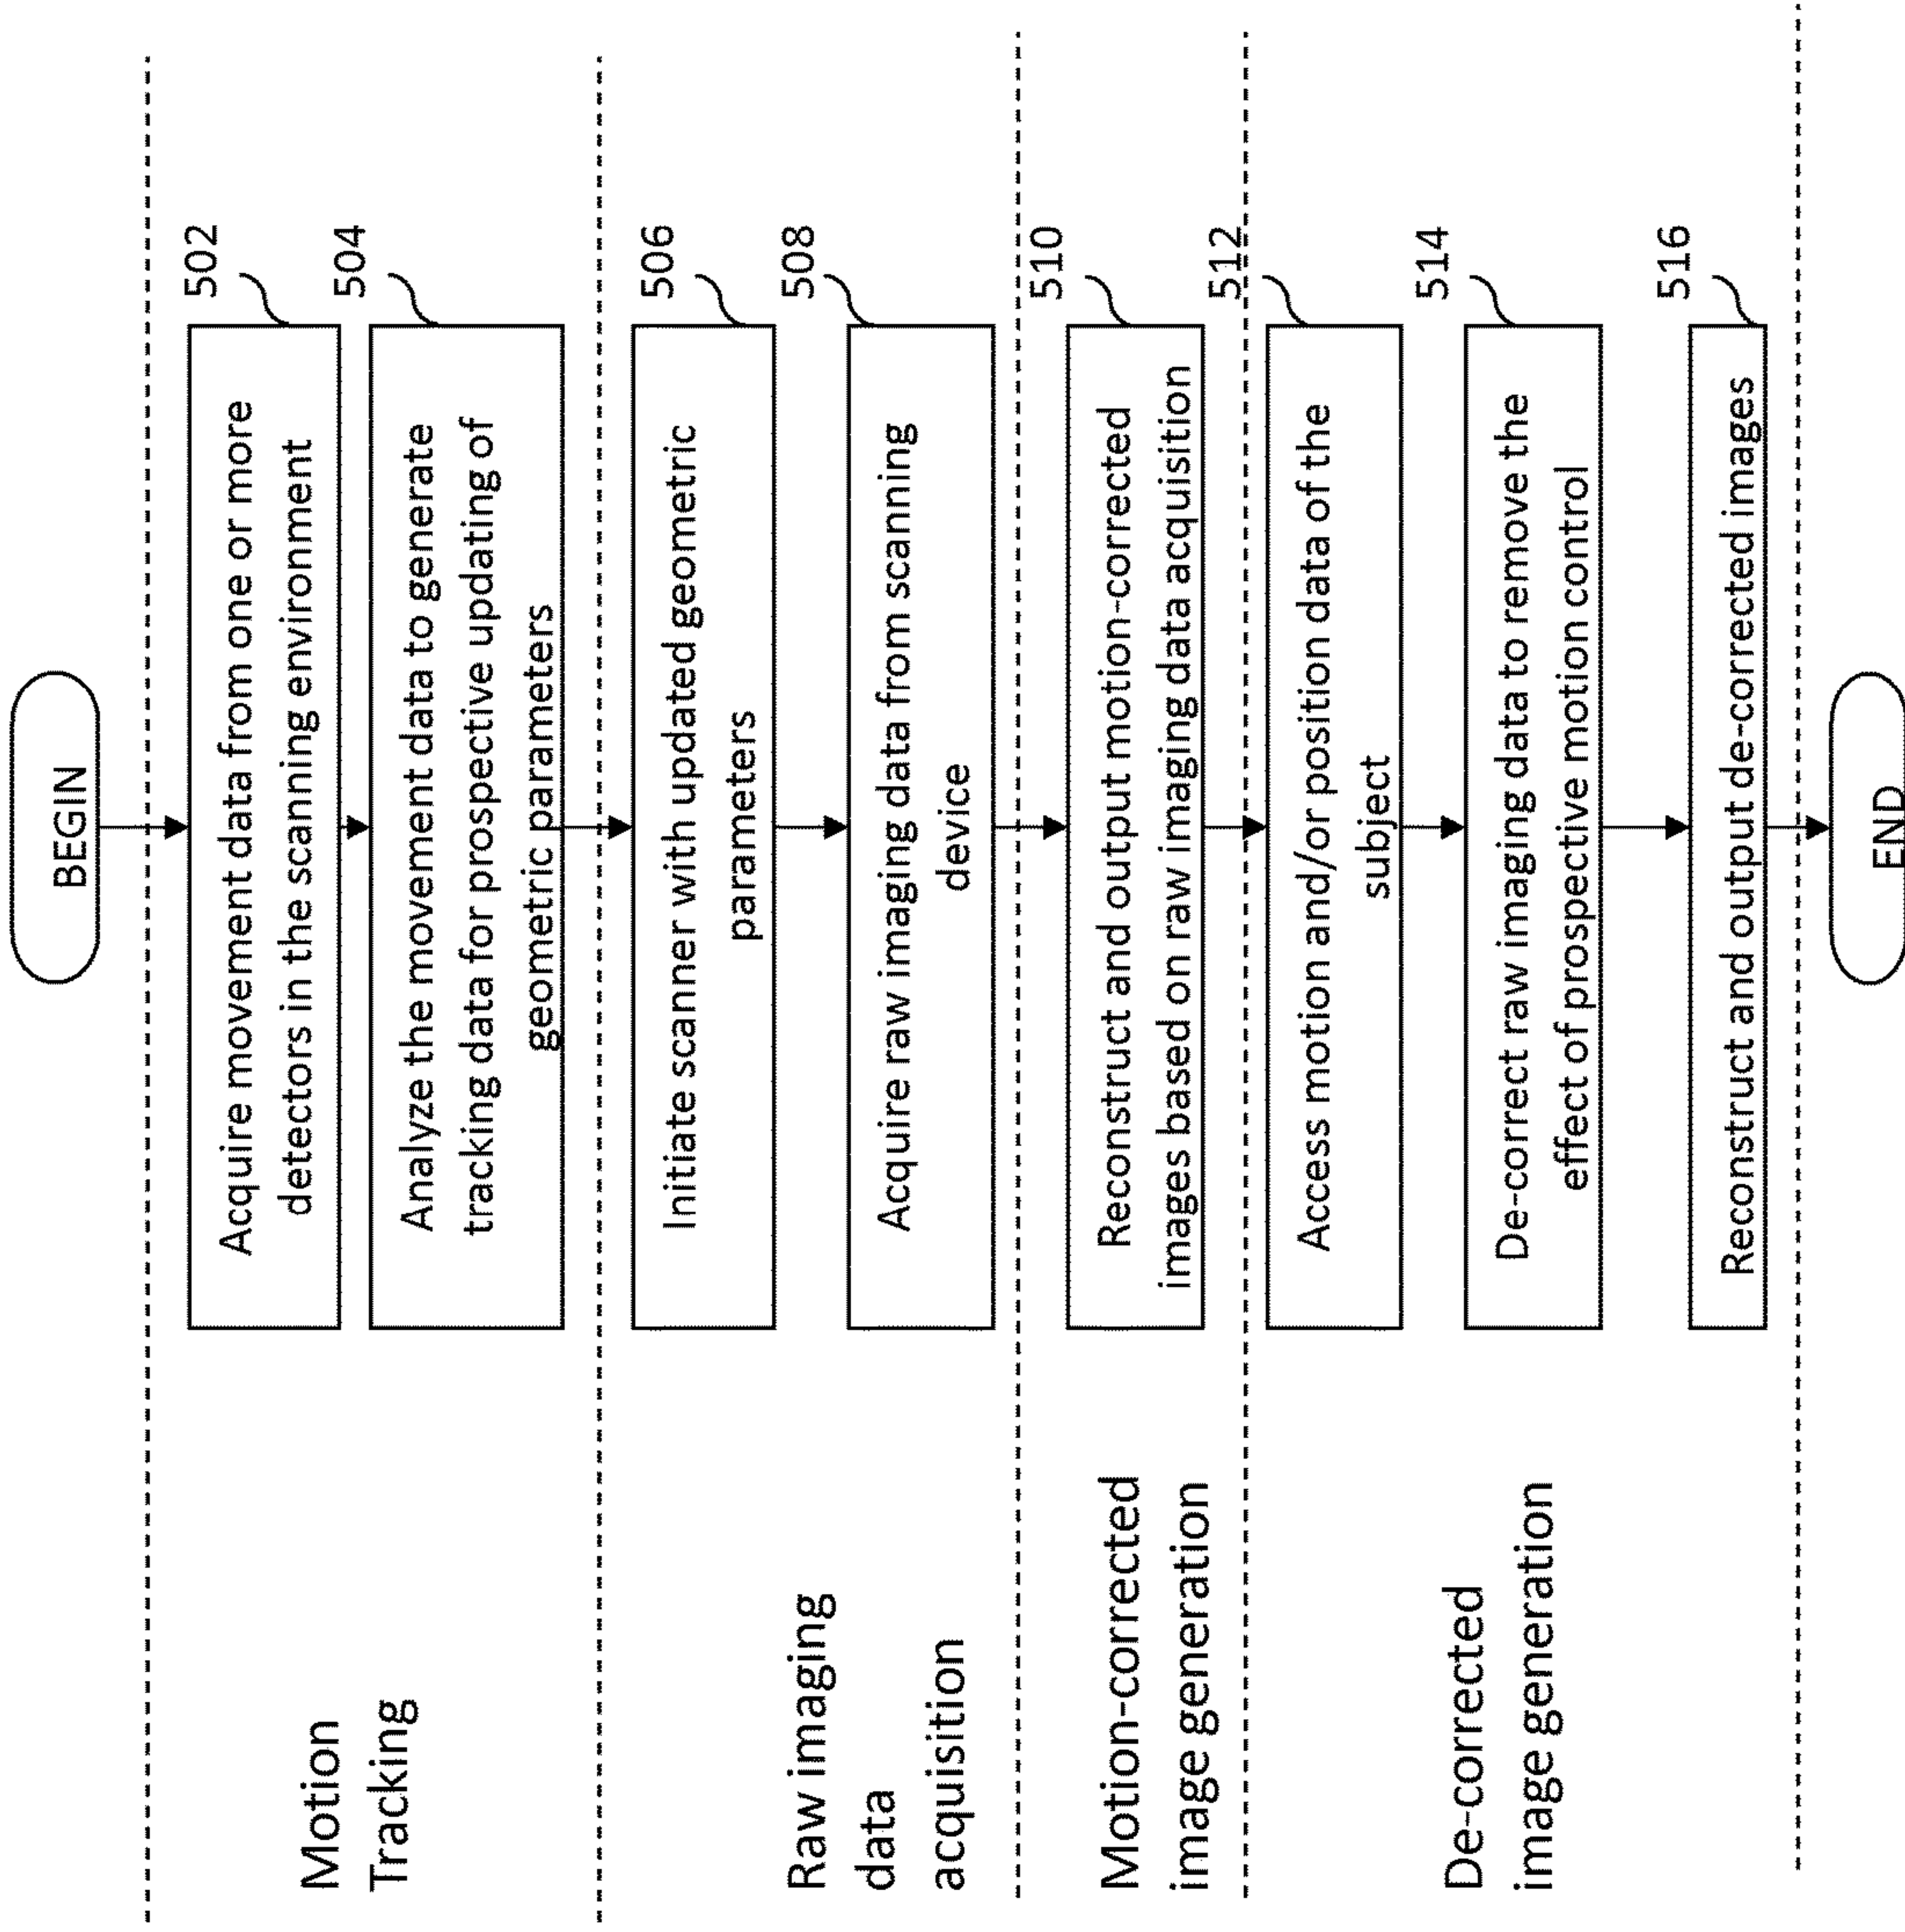 BEGIN
Motion
Tracking
502
Acquire movement data from one or more
detectors in the scanning environment
504
Analyze the movement data to generate
tracking data for prospective updating of
geometric parameters
Raw imaging
data
acquisition
506
Initiate scanner with updated geometric
parameters
508
Acquire raw imaging data from scanning
device
Motion-corrected
image generation
510
Reconstruct and output motion-corrected
images based on raw imaging data acquisition
De-corrected
image generation
512
Access motion and/or position data of the
subject
514
De-correct raw imaging data to remove the
effect of prospective motion control
516
Reconstruct and output de-corrected images
END